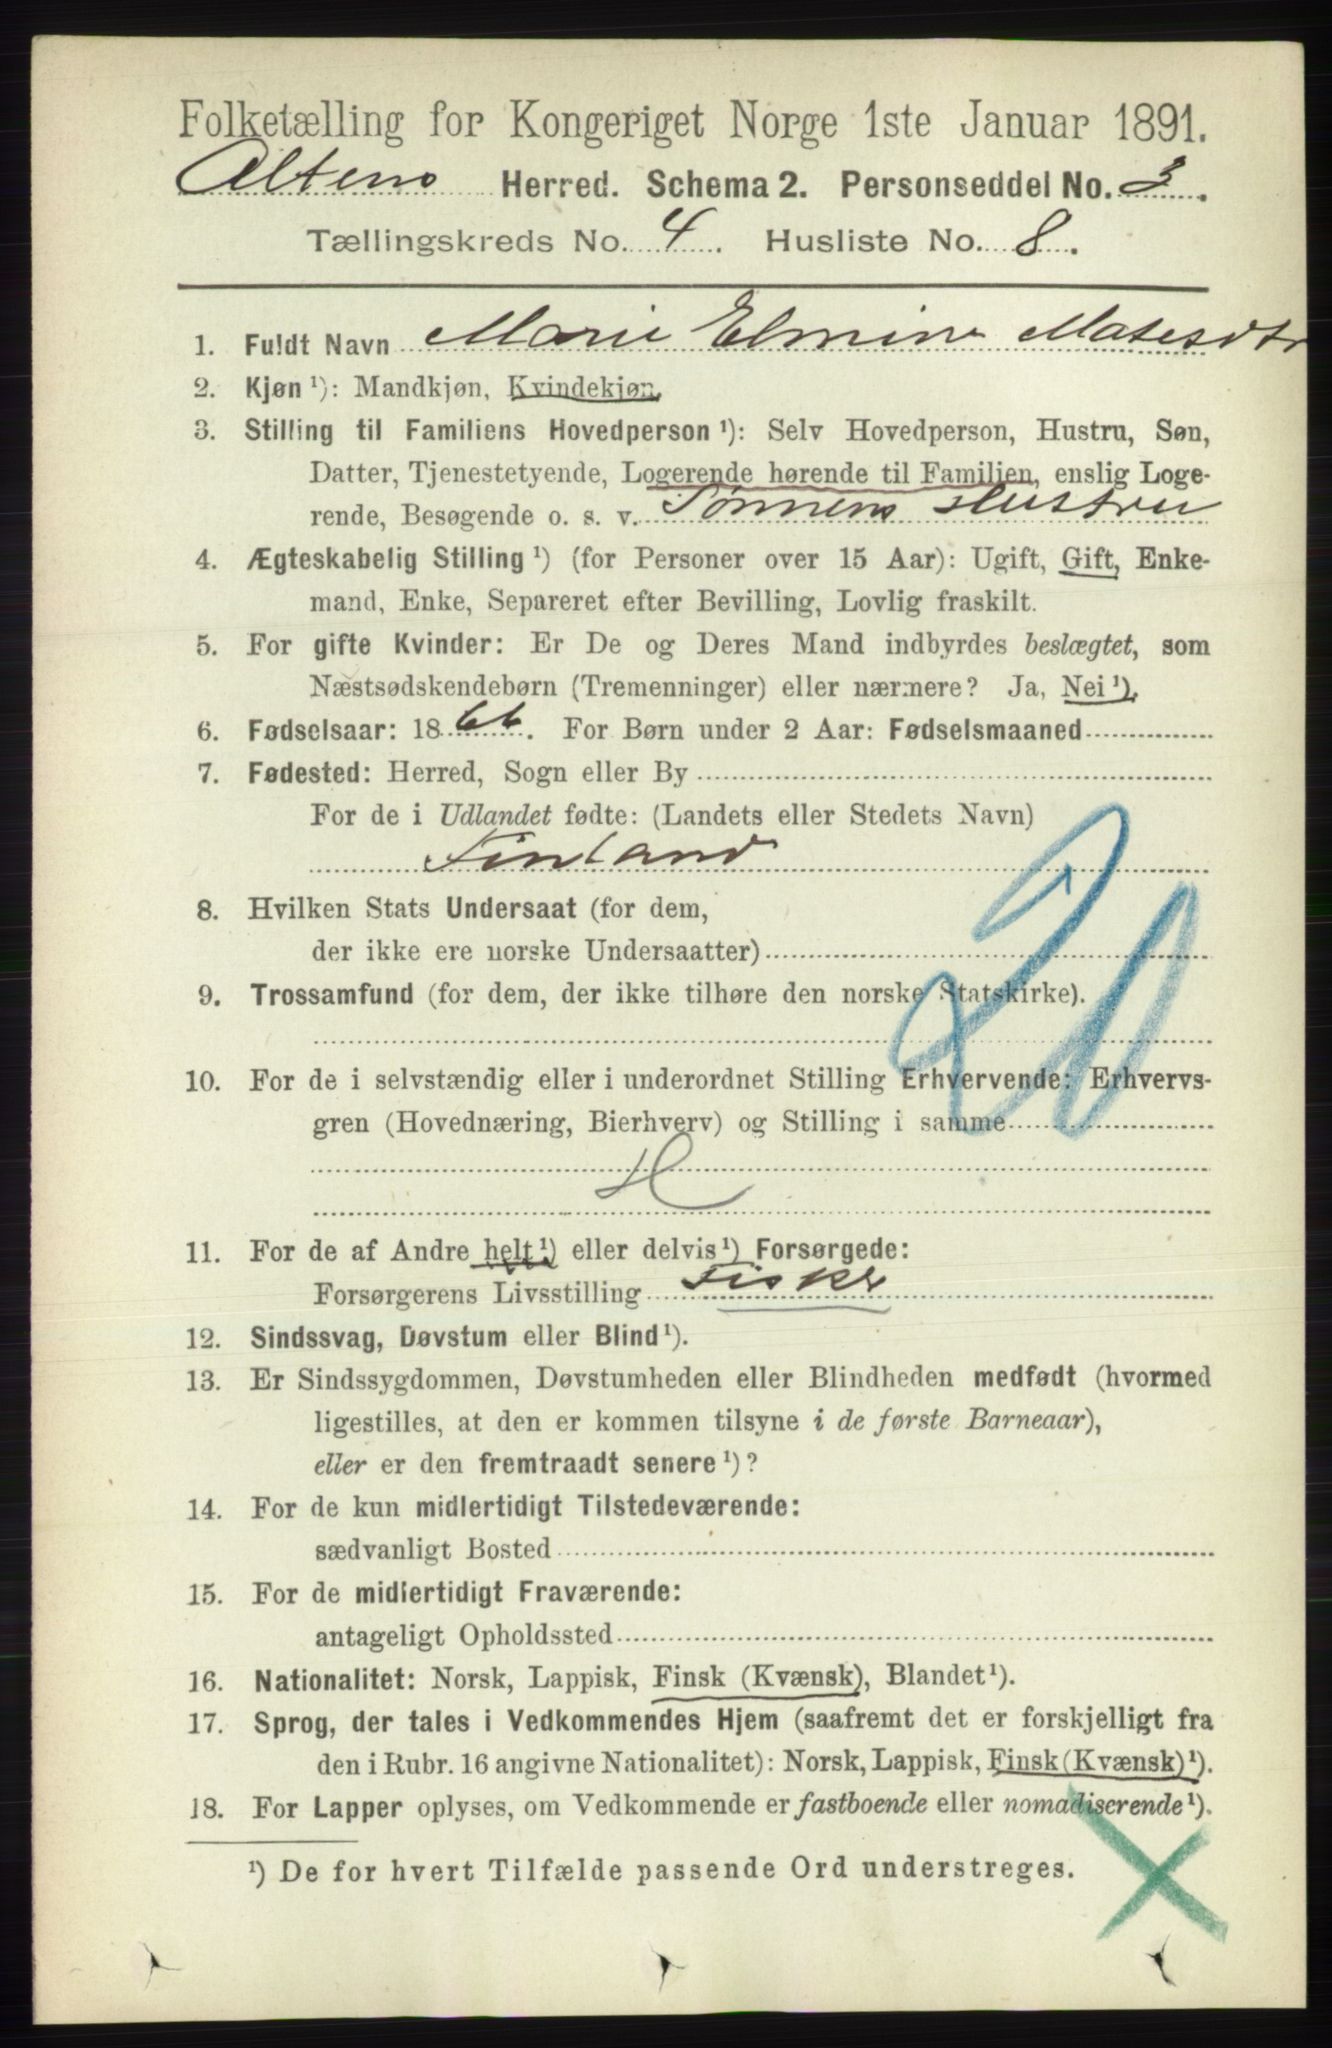 Folketælling for Kongeriget Norge 1ste Januar 1891.
Altens Herred. Schema 2. Personseddel No. 3.
Tællingskreds No. 4. Husliste No. 8.
1. Fuldt Navn Marie Elmine Matesdtr
2. Kjøn ¹): Mandkjøn, Kvindekjøn.
3. Stilling til Familiens Hovedperson ¹): Selv Hovedperson, Hustru, Søn,
Datter, Tjenestetyende, Logerende hørende til Familien, enslig Loge-
rende, Besøgende o. s. v. Sønnens Hustru
4. Ægteskabelig Stilling ¹) (for Personer over 15 Aar): Ugift, Gift, Enke-
mand, Enke, Separeret efter Bevilling, Lovlig fraskilt.
5. For gifte Kvinder: Er De og Deres Mand indbyrdes beslægtet, som
Næstsødskendebørn (Tremenninger) eller nærmere? Ja, Nei ¹).
6. Fødselsaar: 1866. For Børn under 2 Aar: Fødselsmaaned
7. Fødested: Herred, Sogn eller By
For de i Udlandet fødte: (Landets eller Stedets Navn)
Finland
8. Hvilken Stats Undersaat (for dem,
der ikke ere norske Undersaatter)
20
9. Trossamfund (for dem, der ikke tilhøre den norske Statskirke).
10. For de i selvstændig eller i underordnet Stilling Erhvervende: Erhvervs-
gren (Hovednæring, Bierhverv) og Stilling i samme
H
11. For de af Andre helt ¹) eller delvis ¹) Forsørgede:
Forsørgerens Livsstilling Fisker
12. Sindssvag, Døvstum eller Blind ¹).
13. Er Sindssygdommen, Døvstumheden eller Blindheden medfødt (hvormed
ligestilles, at den er kommen tilsyne i de første Barneaar),
eller er den fremtraadt senere ¹)?
14. For de kun midlertidigt Tilstedeværende:
sædvanligt Bosted
15. For de midlertidigt Fraværende:
antageligt Opholdssted
16. Nationalitet: Norsk, Lappisk, Finsk (Kvænsk), Blandet ¹).
17. Sprog, der tales i Vedkommendes Hjem (saafremt det er forskjelligt fra
den i Rubr. 16 angivne Nationalitet): Norsk, Lappisk, Finsk (Kvænsk) ¹).
18. For Lapper oplyses, om Vedkommende er fastboende eller nomadiserende ¹).
¹) De for hvert Tilfælde passende Ord understreges.